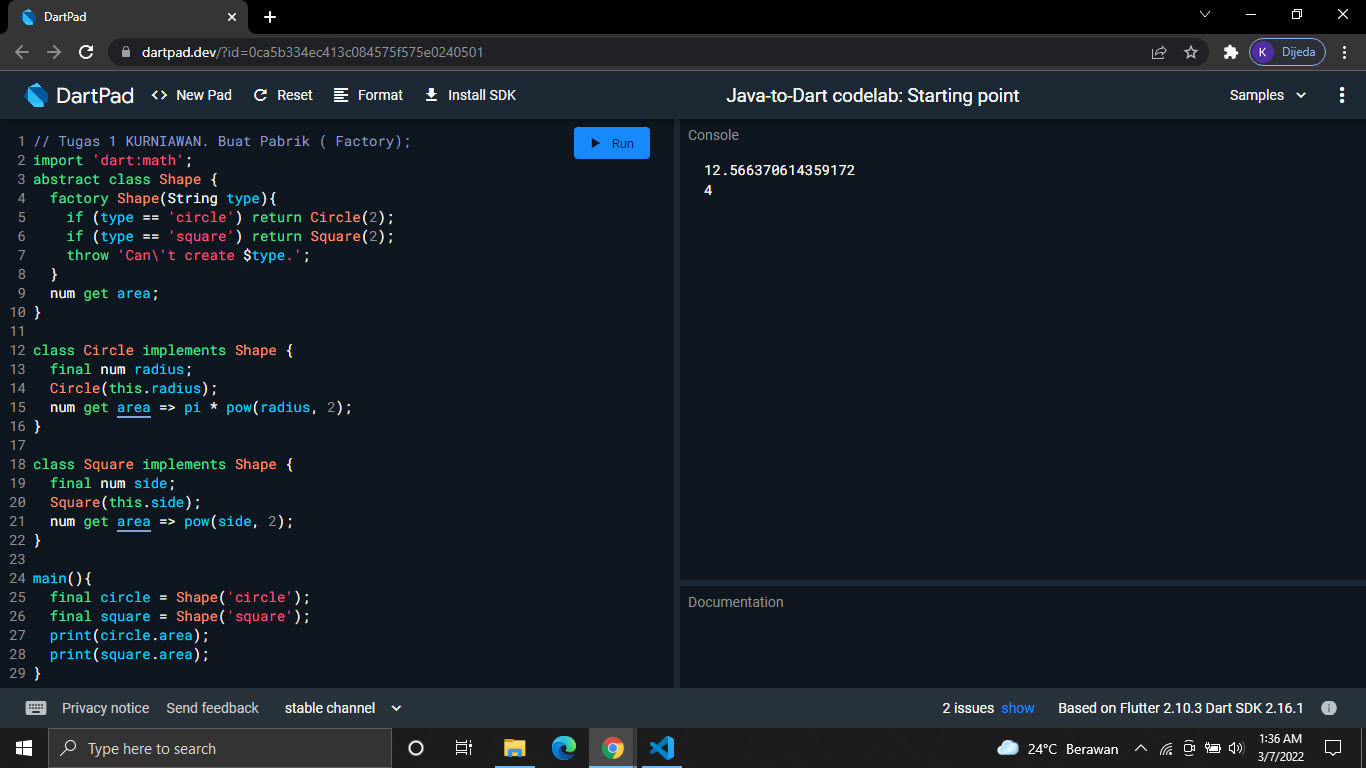 DartPad
dartpad.dev/?id=0ca5b334ec413c084575f575e0240501
K Dijeda
DartPad
<> New Pad
Reset
Format
Install SDK
Java-to-Dart codelab: Starting point
Samples
1 // Tugas 1 KURNIAWAN. Buat Pabrik ( Factory);
2 import 'dart:math';
3 abstract class Shape {
4   factory Shape(String type){
5     if (type == 'circle') return Circle(2);
6     if (type == 'square') return Square(2);
7     throw 'Can\'t create $type.';
8   }
9   num get area;
10 }
11
12 class Circle implements Shape {
13   final num radius;
14   Circle(this.radius);
15   num get area => pi * pow(radius, 2);
16 }
17
18 class Square implements Shape {
19   final num side;
20   Square(this.side);
21   num get area => pow(side, 2);
22 }
23
24 main(){
25   final circle = Shape('circle');
26   final square = Shape('square');
27   print(circle.area);
28   print(square.area);
29 }
Run
Console
12.566370614359172
4
Documentation
Privacy notice
Send feedback
stable channel
2 issues show
Based on Flutter 2.10.3 Dart SDK 2.16.1
Type here to search
24°C Berawan
1:36 AM
3/7/2022